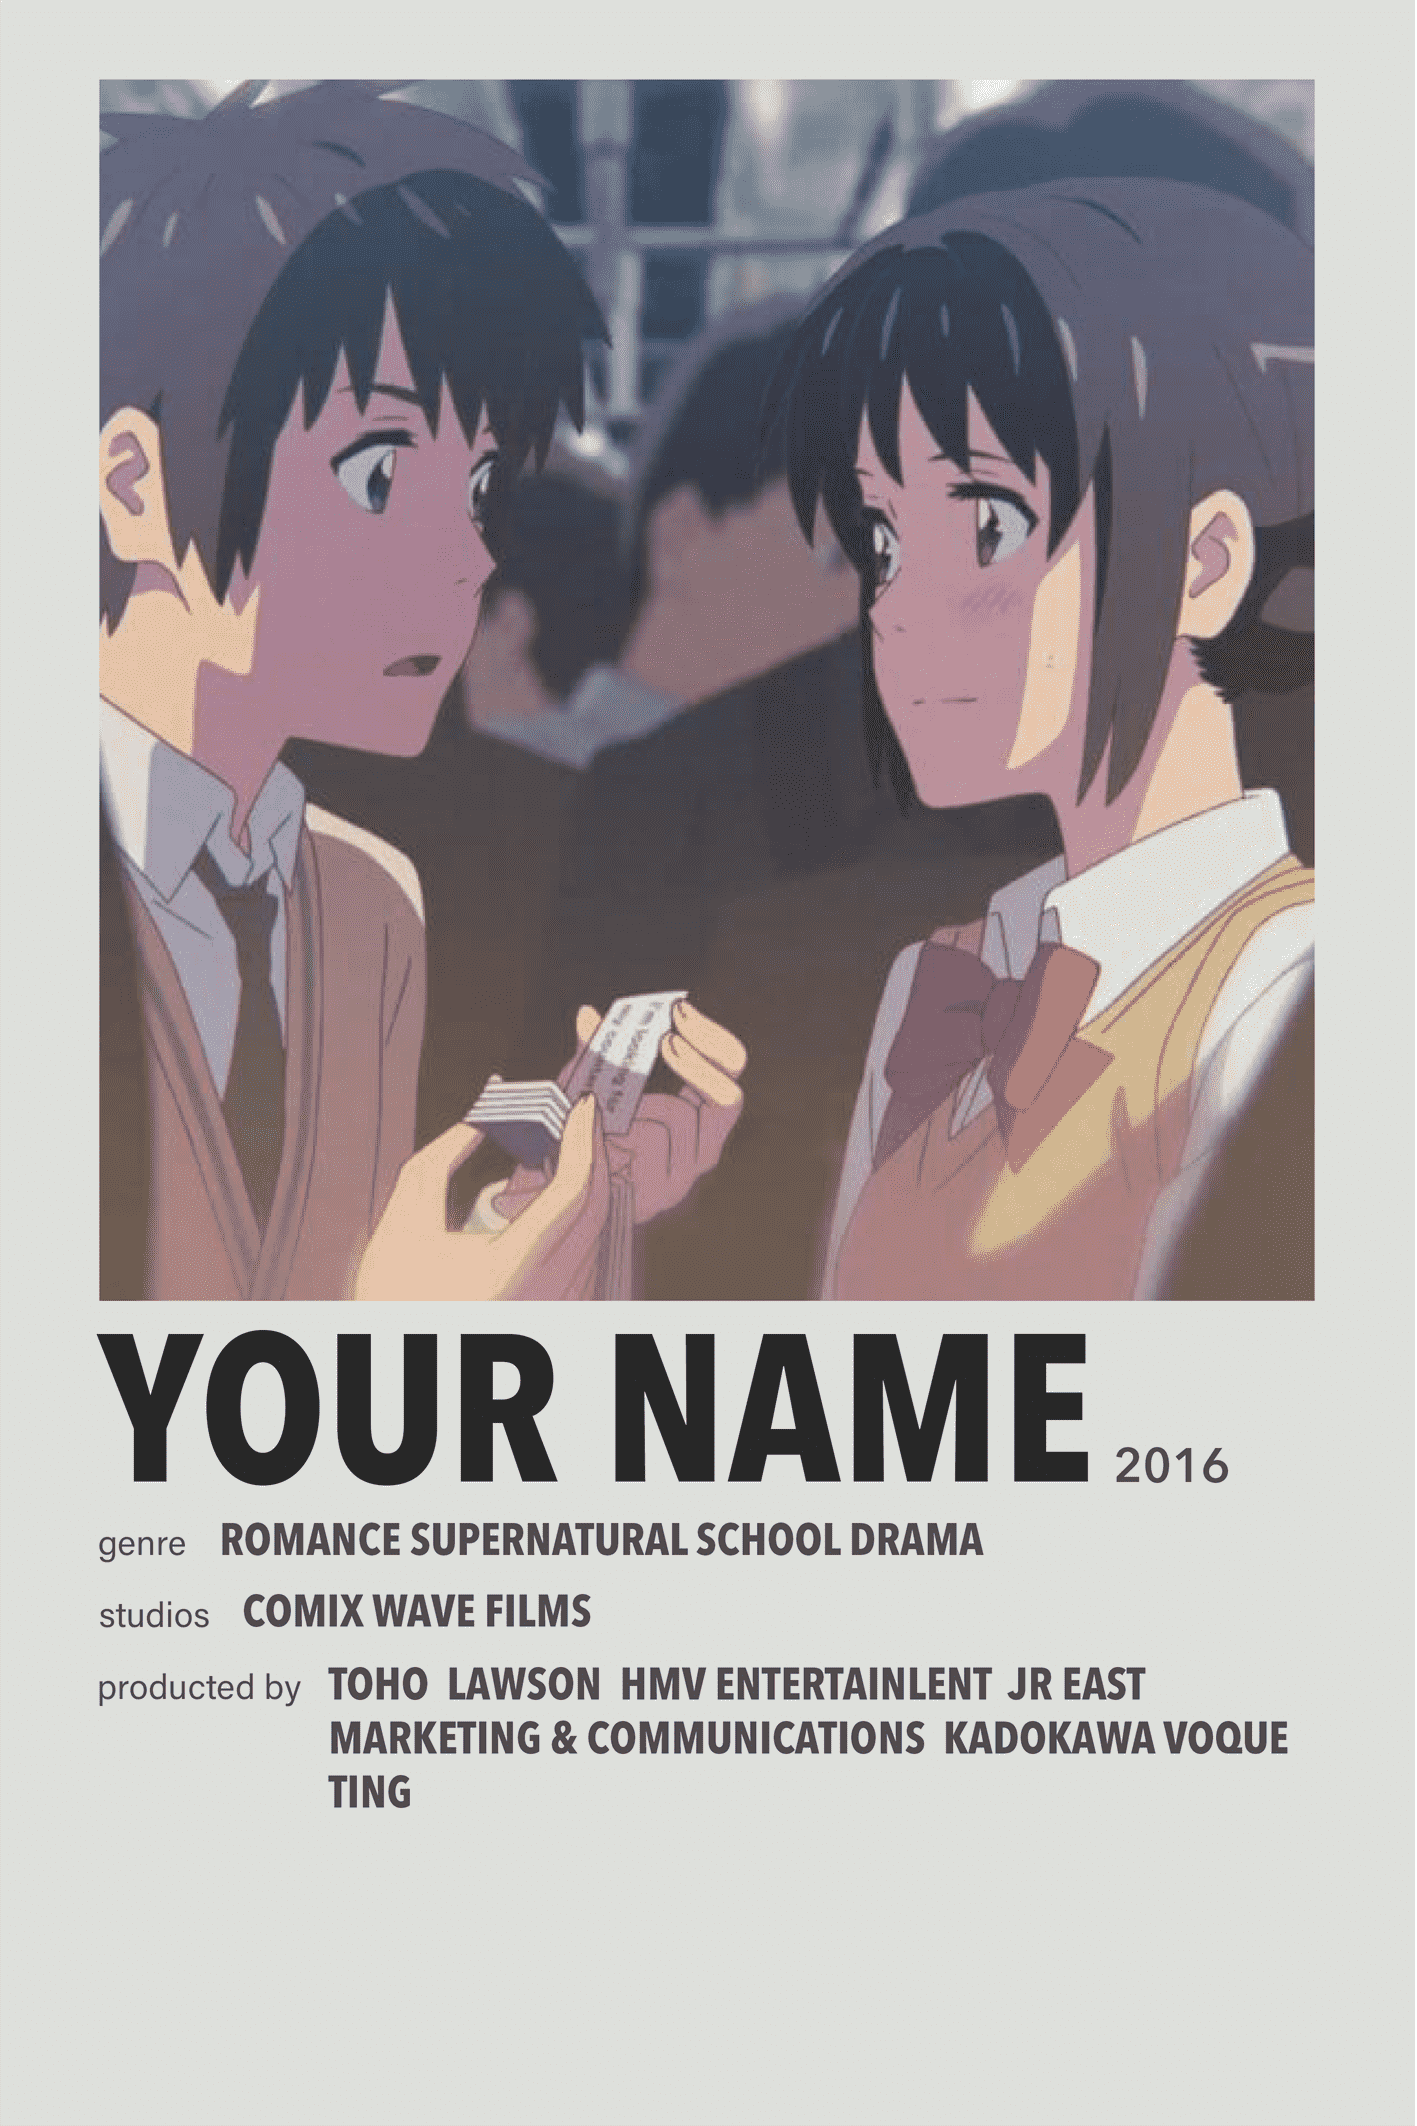 YOUR NAME 2016
genre ROMANCE SUPERNATURAL SCHOOL DRAMA
studios COMIX WAVE FILMS
producted by TOHO LAWSON HMV ENTERTAINLENT JR EAST
MARKETING & COMMUNICATIONS KADOKAWA VOQUE
TING